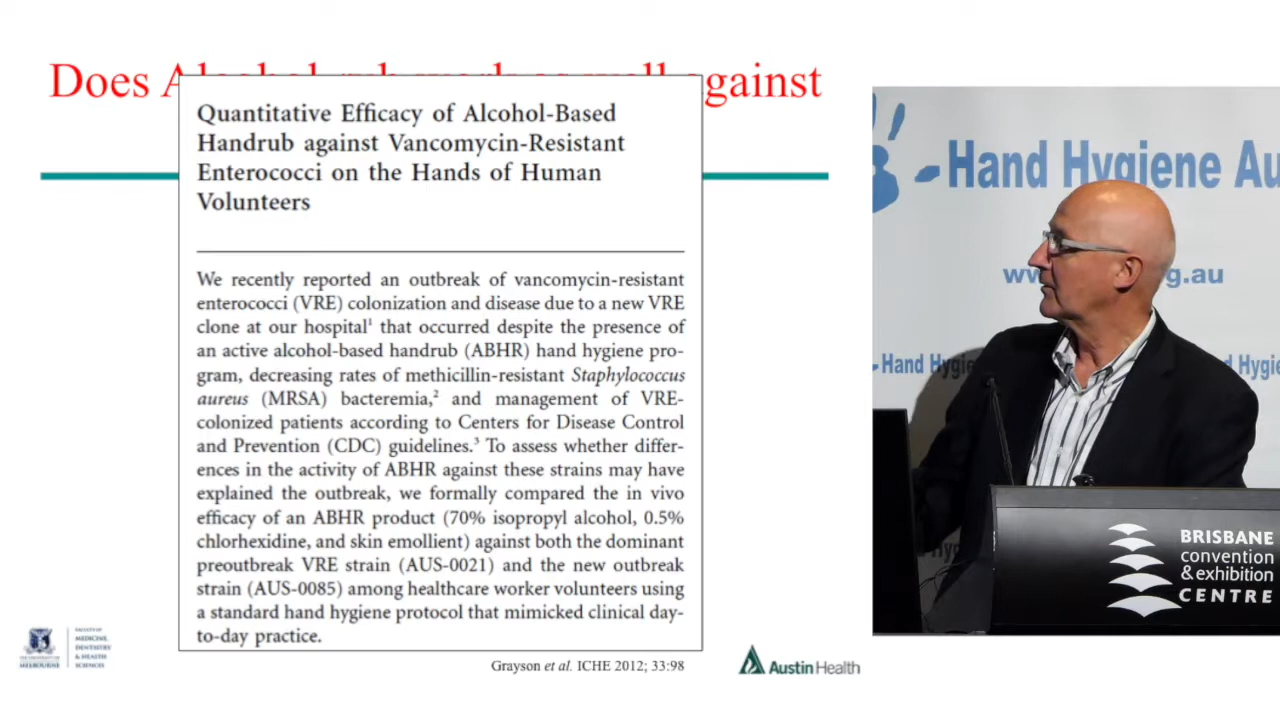 Does A gainst
Quantitative Efficacy of Alcohol-Based
Handrub against Vancomycin-Resistant
Enterococci on the Hands of Human
Volunteers
We recently reported an outbreak of vancomycin-resistant
enterococci (VRE) colonization and disease due to a new VRE
clone at our hospital¹ that occurred despite the presence of
an active alcohol-based handrub (ABHR) hand hygiene pro-
gram, decreasing rates of methicillin-resistant Staphylococcus
aureus (MRSA) bacteremia,² and management of VRE-
colonized patients according to Centers for Disease Control
and Prevention (CDC) guidelines.³ To assess whether differ-
ences in the activity of ABHR against these strains may have
explained the outbreak, we formally compared the in vivo
efficacy of an ABHR product (70% isopropyl alcohol, 0.5%
chlorhexidine, and skin emollient) against both the dominant
preoutbreak VRE strain (AUS-0021) and the new outbreak
strain (AUS-0085) among healthcare worker volunteers using
a standard hand hygiene protocol that mimicked clinical day-
to-day practice.
Grayson et al. ICHE 2012; 33:98
MEDICINE,
DENTISTRY
& HEALTH
SCIENCES
MELBOURNE
Austin Health
Hand Hygiene Au
g.au
Hand Hygie
Hygie
BRISBANE
convention
& exhibition
CENTRE